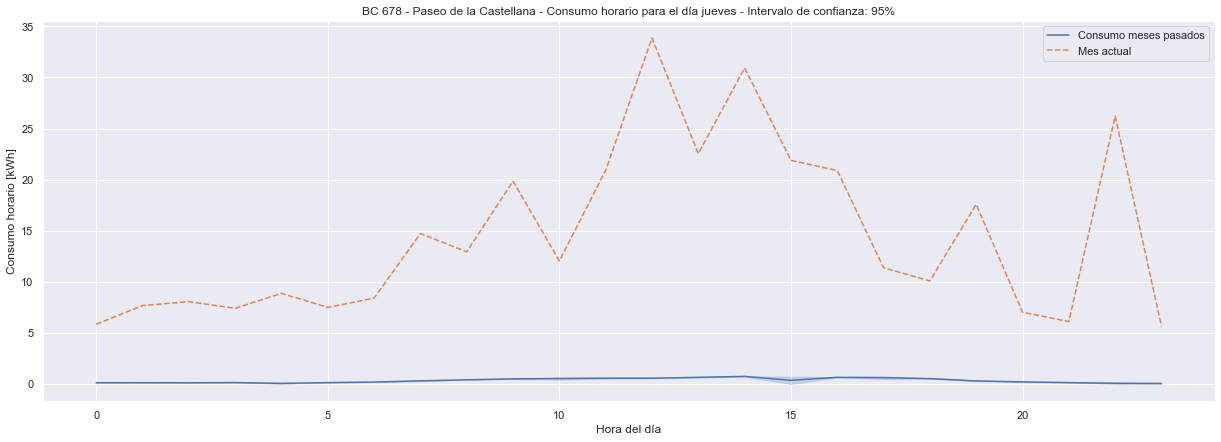 BC 678 - Paseo de la Castellana - Consumo horario para el día jueves - Intervalo de confianza: 95%
Consumo meses pasados
Mes actual
Consumo horario [kWh]
35
30
25
20
15
10
5
0
0
5
10
15
20
Hora del día